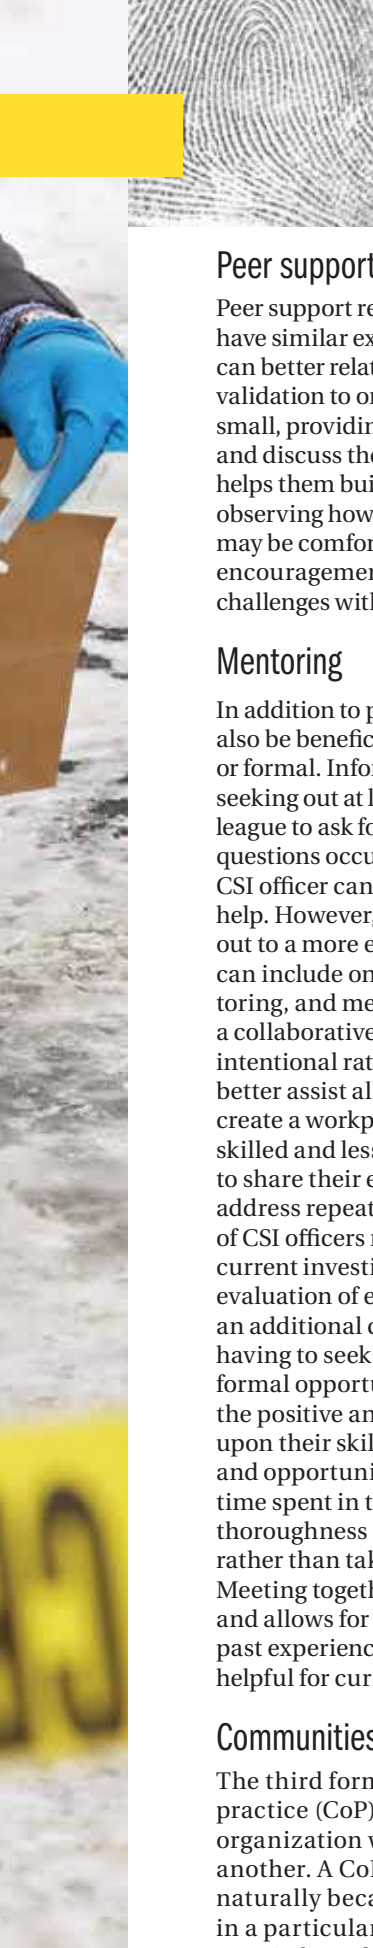 Peer support
Peer support re
have similar ex
can better relat
validation to o
small, providin
and discuss the
helps them bui
observing how
may be comfor
encouragemen
challenges with
Mentoring
In addition to p
also be benefic
or formal. Info
seeking out at l
league to ask fo
questions occu
CSI officer can
help. However,
out to a more e
can include on
toring, and me
a collaborative
intentional rat
better assist al
create a workp
skilled and les
to share their e
address repeat
of CSI officers
current investi
evaluation of e
an additional
having to seek
formal opportu
the positive an
upon their skil
and opportuni
time spent in t
thoroughness
rather than tak
Meeting togeth
and allows for
past experienc
helpful for cur
Communities
The third form
practice (CoP)
organization
another. A CoP
naturally beca
in a particular